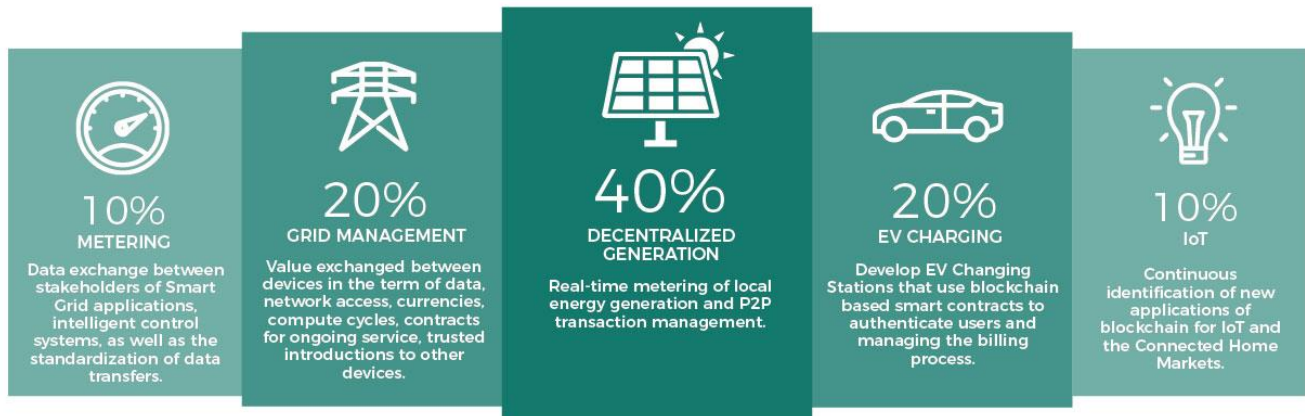 10%
METERING
Data exchange between
stakeholders of Smart
Grid applications,
intelligent control
systems, as well as the
standardization of data
transfers.
20%
GRID MANAGEMENT
Value exchanged between
devices in the term of data,
network access, currencies,
compute cycles, contracts
for ongoing service, trusted
introductions to other
devices.
40%
DECENTRALIZED
GENERATION
Real-time metering of local
energy generation and P2P
transaction management.
20%
EV CHARGING
Develop EV Changing
Stations that use blockchain
based smart contracts to
authenticate users and
managing the billing
process.
10%
IoT
Continuous
identification of new
applications of
blockchain for IoT and
the Connected Home
Markets.